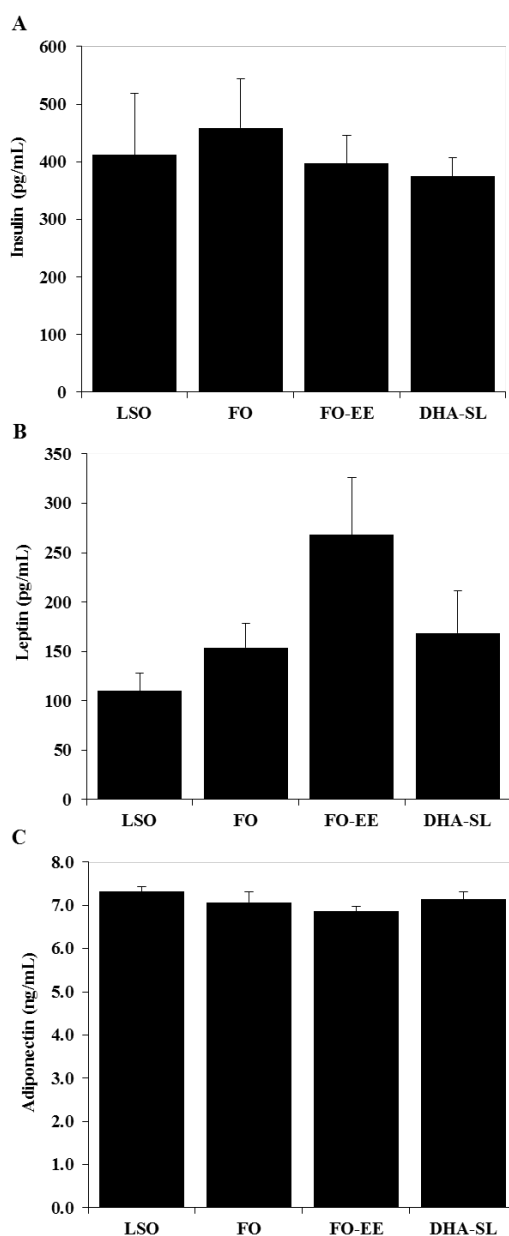 A
600
500
400
300
200
100
0
Insulin (pg/mL)
LSO FO FO-EE DHA-SL
B
350
300
250
200
150
100
50
0
Leptin (pg/mL)
LSO FO FO-EE DHA-SL
C
8.0
7.0
6.0
5.0
4.0
3.0
2.0
1.0
0.0
Adiponectin (ng/mL)
LSO FO FO-EE DHA-SL